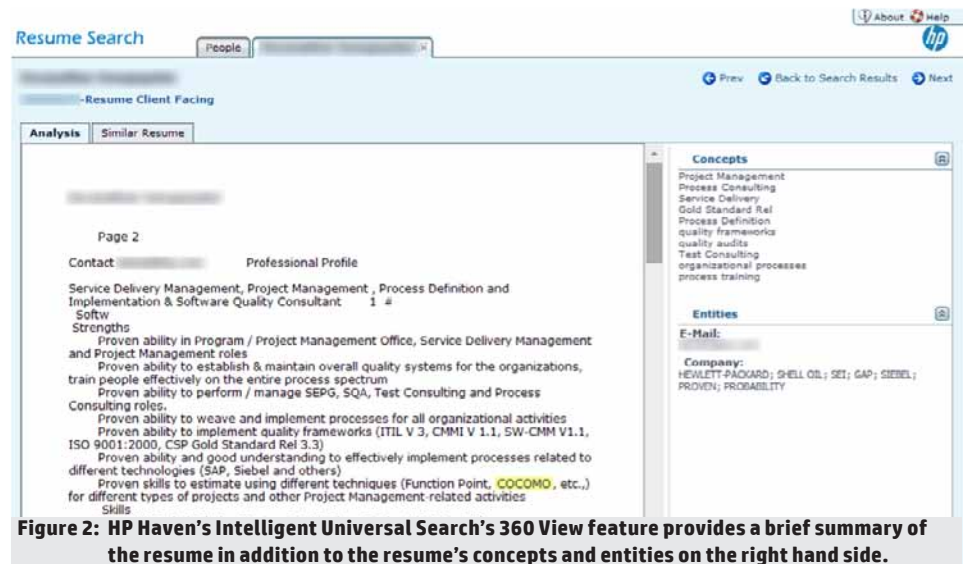 About Help
Resume Search People
hp
Prev Back to Search Results Next
-Resume Client Facing
Analysis Similar Resume
Page 2
Contact Professional Profile
Service Delivery Management, Project Management , Process Definition and
Implementation & Software Quality Consultant 1 #
Softw
Strengths
Proven ability in Program / Project Management Office, Service Delivery Management
and Project Management roles
Proven ability to establish & maintain overall quality systems for the organizations,
train people effectively on the entire process spectrum
Proven ability to perform / manage SEPG, SQA, Test Consulting and Process
Consulting roles.
Proven ability to weave and implement processes for all organizational activities
Proven ability to implement quality frameworks (ITIL V 3, CMMI V 1.1, SW-CMM V1.1,
ISO 9001:2000, CSP Gold Standard Rel 3.3)
Proven ability and good understanding to effectively implement processes related to
different technologies (SAP, Siebel and others)
Proven skills to estimate using different techniques (Function Point, COCOMO , etc.,)
for different types of projects and other Project Management-related activities
Skills
Concepts
Project Management
Process Consulting
Service Delivery
Gold Standard Rel
Process Definition
quality frameworks
quality audits
Test Consulting
organizational processes
process training
Entities
E-Mail:
Company:
HEWLETT-PACKARD; SHELL OIL; SEI; GAP; SIEBEL;
PROVEN; PROBABILITY
Figure 2: HP Haven's Intelligent Universal Search's 360 View feature provides a brief summary of
the resume in addition to the resume's concepts and entities on the right hand side.